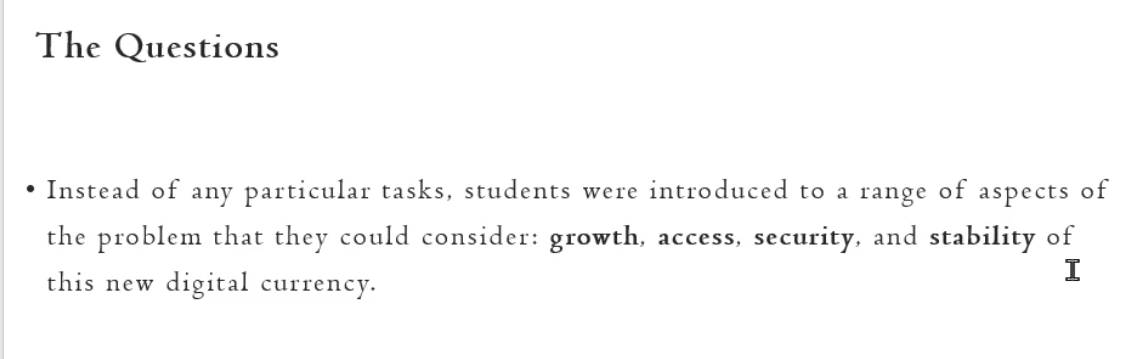 The Questions
• Instead of any particular tasks, students were introduced to a range of aspects of
the problem that they could consider: growth, access, security, and stability of
this new digital currency.